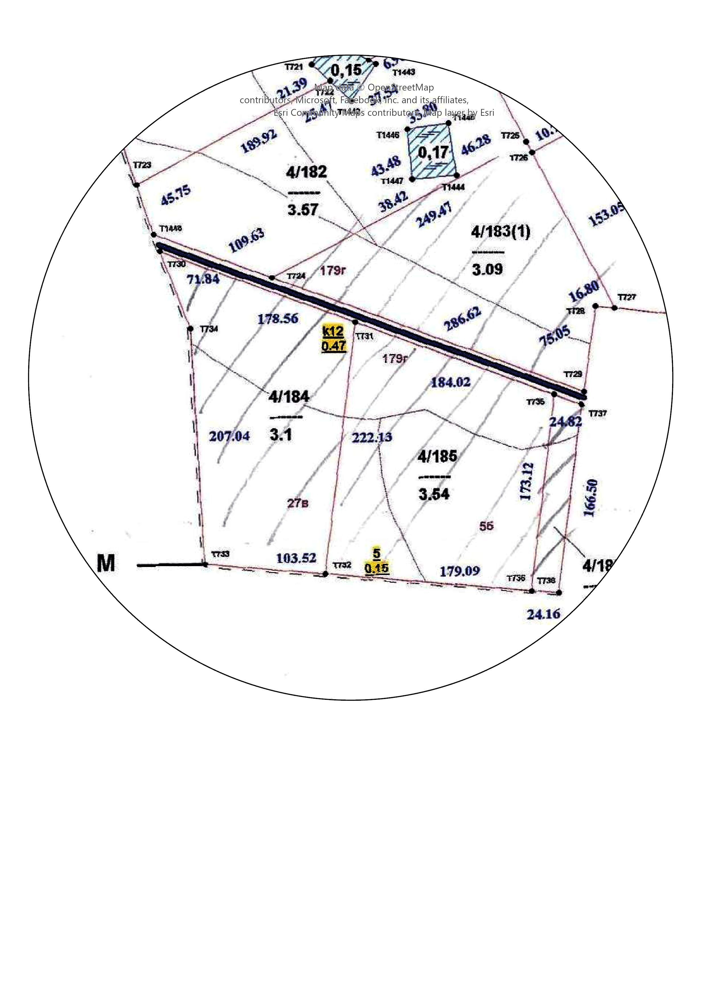 T721
0,15
T1443
21.39
T722
Map data © OpenStreetMap
contributors, Microsoft, Facebook, Inc. and its affiliates,
Esri Community Maps contributors, Map layer by Esri
25.47
35.80
T1446
T725
46.28
0,17
189.92
T726
T723
43.48
4/182
------
3.57
T1447
T1444
45.75
38.42
249.47
153.05
T1448
109.63
4/183(1)
------
3.09
T730
71.84
T724
179г
16.80
T727
T728
178.56
286.62
T734
k12
0.47
T731
75.05
179г
184.02
T729
4/184
------
3.1
T735
T737
24.82
207.04
222.13
4/185
------
3.54
173.12
166.50
27в
5б
M
T733
103.52
T732
5
0.15
179.09
T736
T738
4/18
24.16